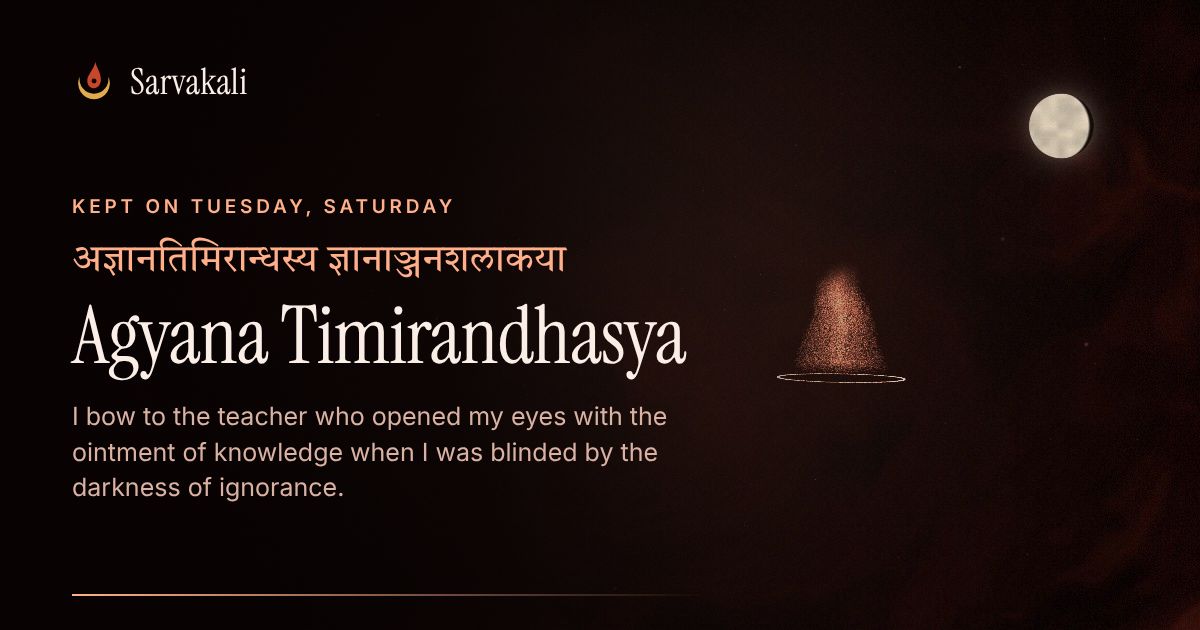 Sarvakali
KEPT ON TUESDAY, SATURDAY
अज्ञानतिमिरान्धस्य ज्ञानाञ्जनशलाकया
Agyana Timirandhasya
I bow to the teacher who opened my eyes with the
ointment of knowledge when I was blinded by the
darkness of ignorance.